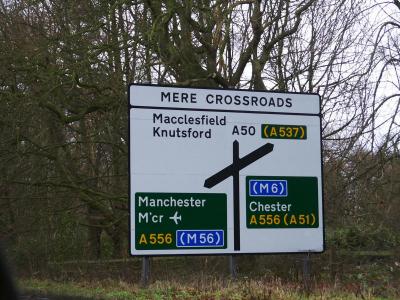 MERE CROSSROADS
Macclesfield
Knutsford A50 (A537)
Manchester
M'cr
A556 (M56)
(M6)
Chester
A556 (A51)